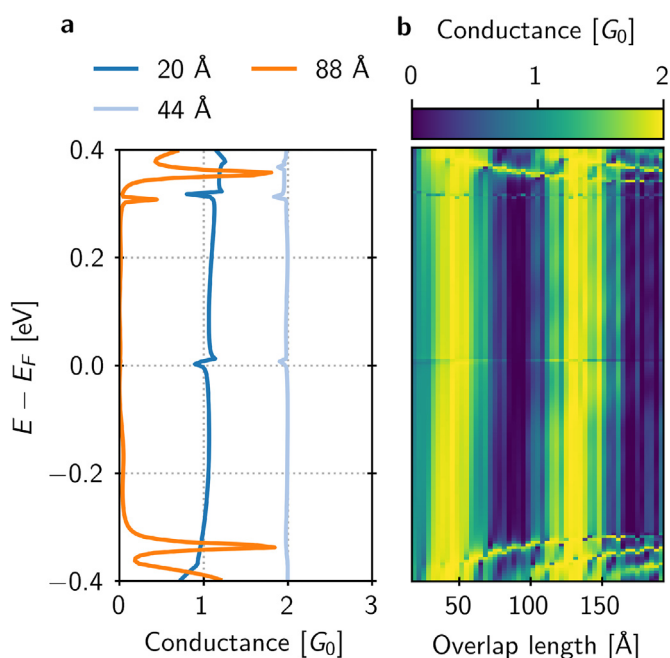 a
20 Å
88 Å
44 Å
b
Conductance [G₀]
0 1 2
0.4
0.2
0.0
−0.2
−0.4
E − E_F [eV]
0 1 2 3
Conductance [G₀]
50 100 150
Overlap length [Å]